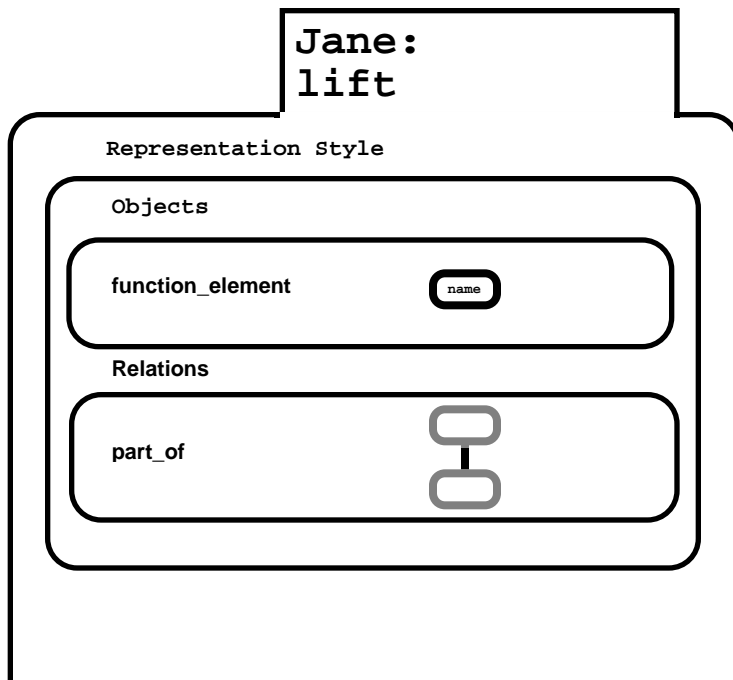 Jane:
lift
Representation Style
Objects
function_element
name
Relations
part_of